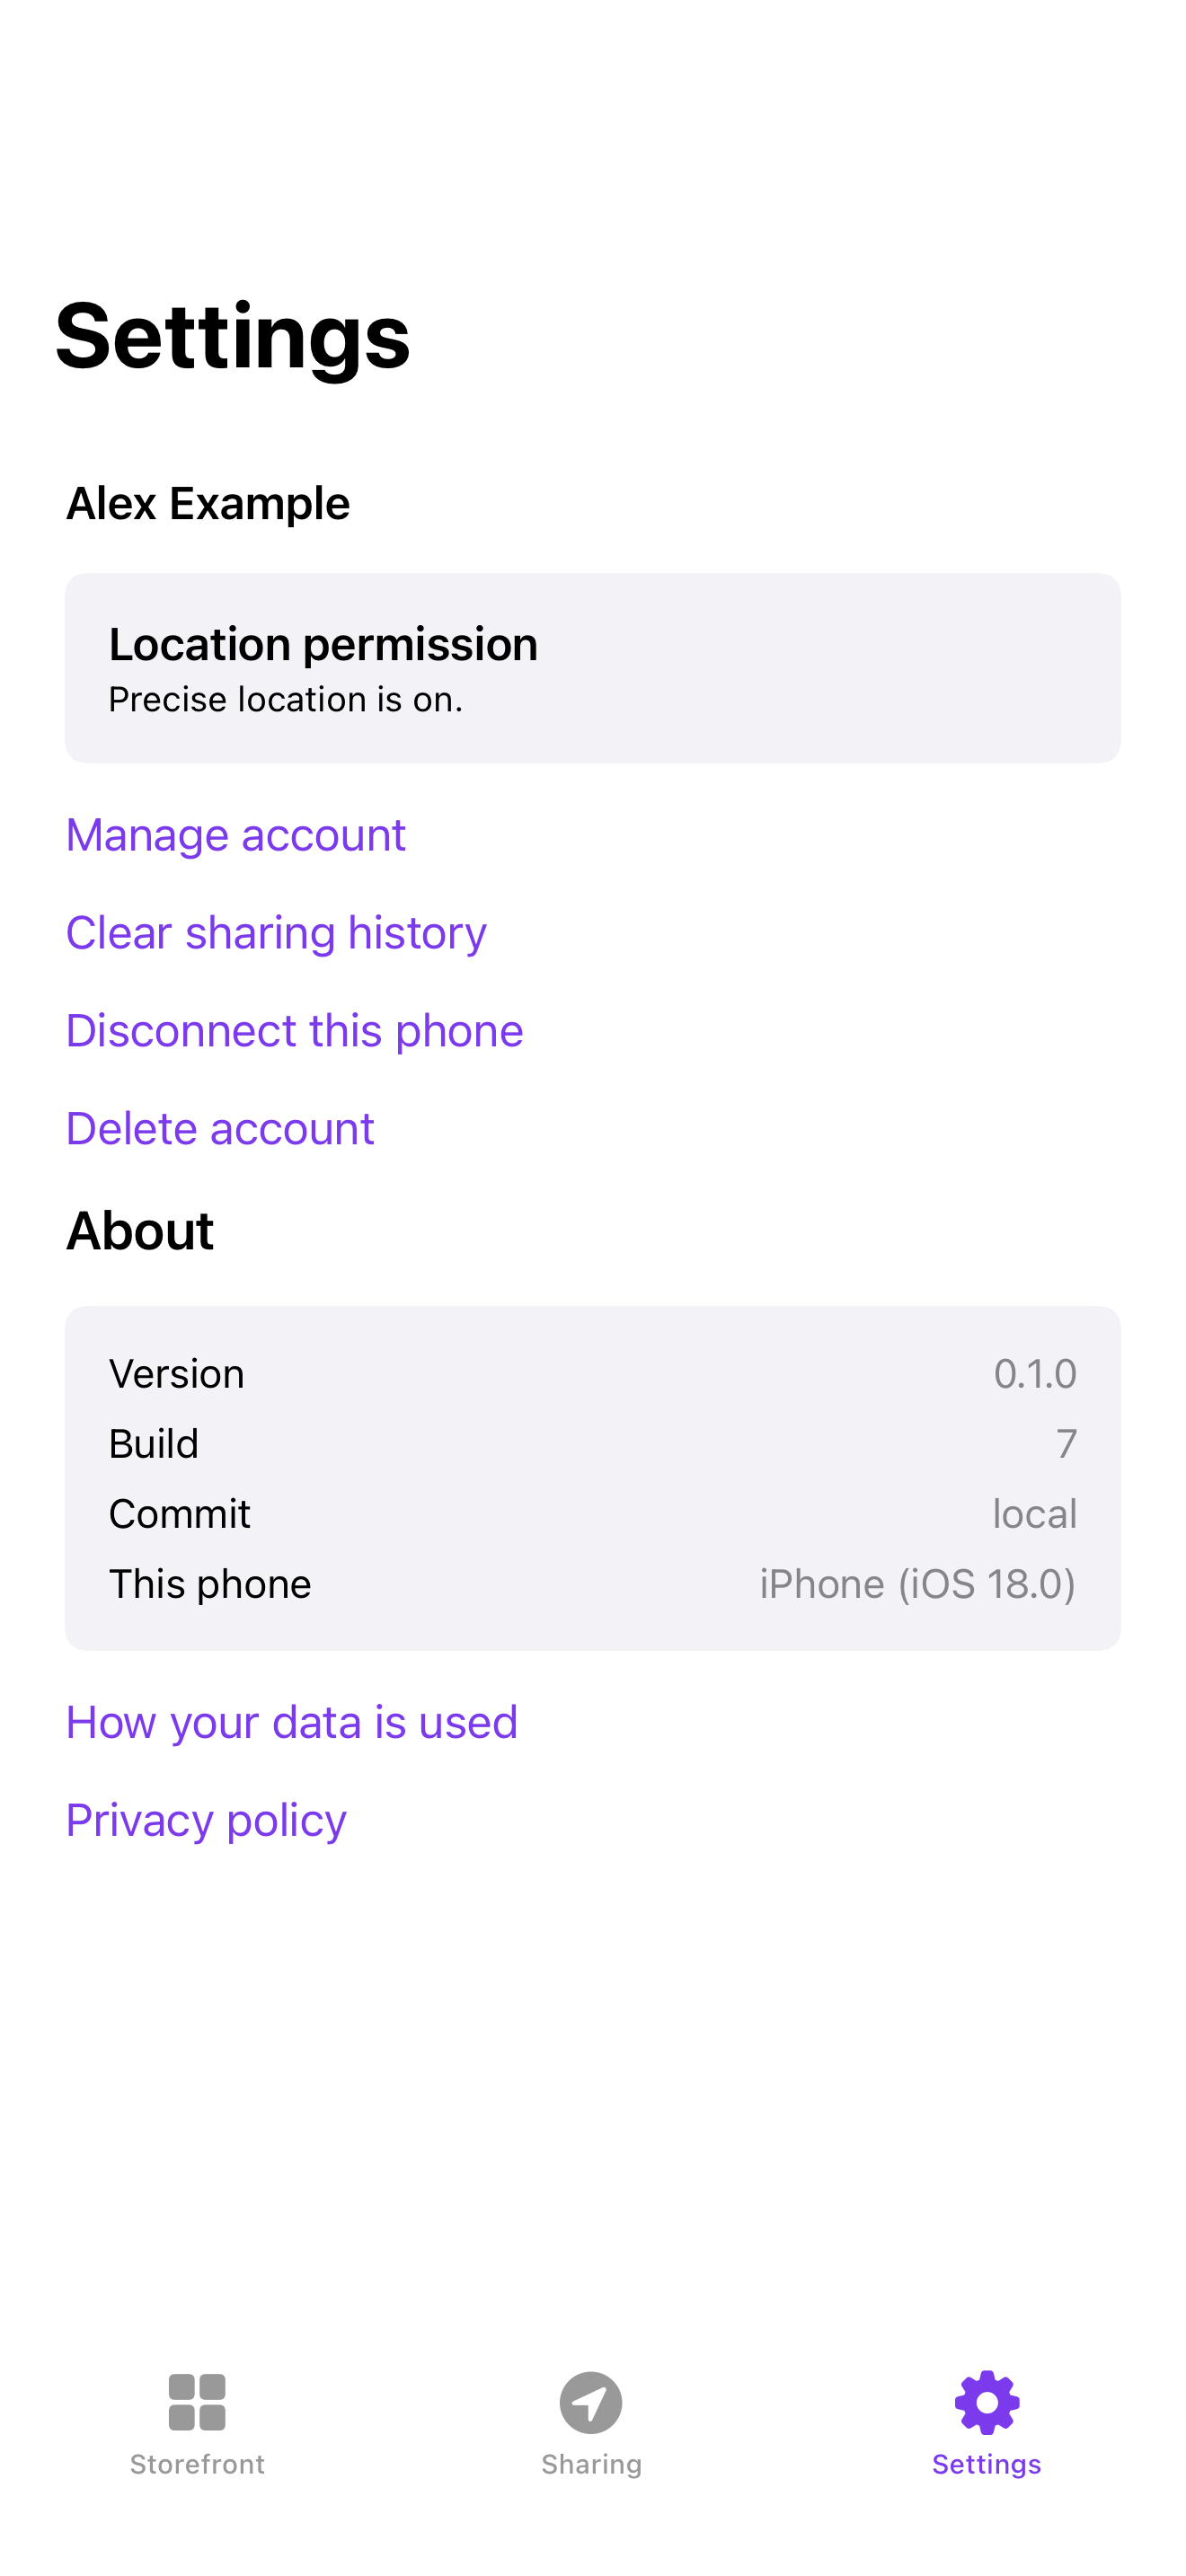 Settings
Alex Example
Location permission
Precise location is on.
Manage account
Clear sharing history
Disconnect this phone
Delete account
About
Version 0.1.0
Build 7
Commit local
This phone iPhone (iOS 18.0)
How your data is used
Privacy policy
Storefront Sharing Settings